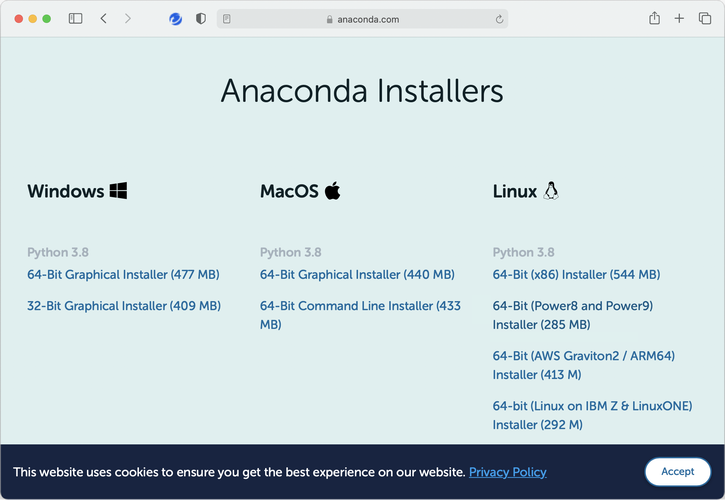 anaconda.com
Anaconda Installers
Windows
MacOS
Linux
Python 3.8
64-Bit Graphical Installer (477 MB)
32-Bit Graphical Installer (409 MB)
Python 3.8
64-Bit Graphical Installer (440 MB)
64-Bit Command Line Installer (433
MB)
Python 3.8
64-Bit (x86) Installer (544 MB)
64-Bit (Power8 and Power9)
Installer (285 MB)
64-Bit (AWS Graviton2 / ARM64)
Installer (413 M)
64-bit (Linux on IBM Z & LinuxONE)
Installer (292 M)
This website uses cookies to ensure you get the best experience on our website. Privacy Policy
Accept